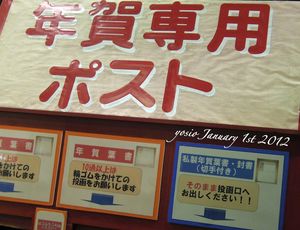 年賀専用
ポスト
yosio January 1st 2012
年賀葉書
年賀葉書
10通以上は
輪ゴムをかけての
投函をお願いします
私製年賀葉書・封書
(切手付き)
そのまま投函口へ
お出しください!!